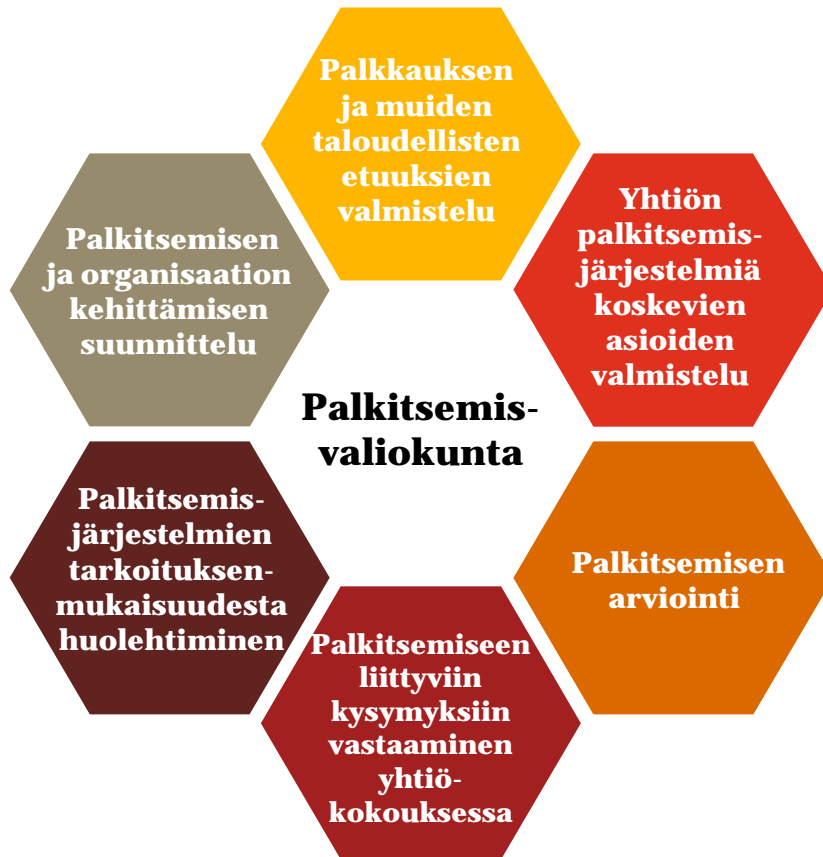 Palkkauksen
ja muiden
taloudellisten
etuuksien
valmistelu
Yhtiön
palkitsemis-
järjestelmiä
koskevien
asioiden
valmistelu
Palkitsemisen
arviointi
Palkitsemiseen
liittyviin
kysymyksiin
vastaaminen
yhtiö-
kokouksessa
Palkitsemis-
järjestelmien
tarkoituksen-
mukaisuudesta
huolehtiminen
Palkitsemisen
ja organisaation
kehittämisen
suunnittelu
Palkitsemis-
valiokunta